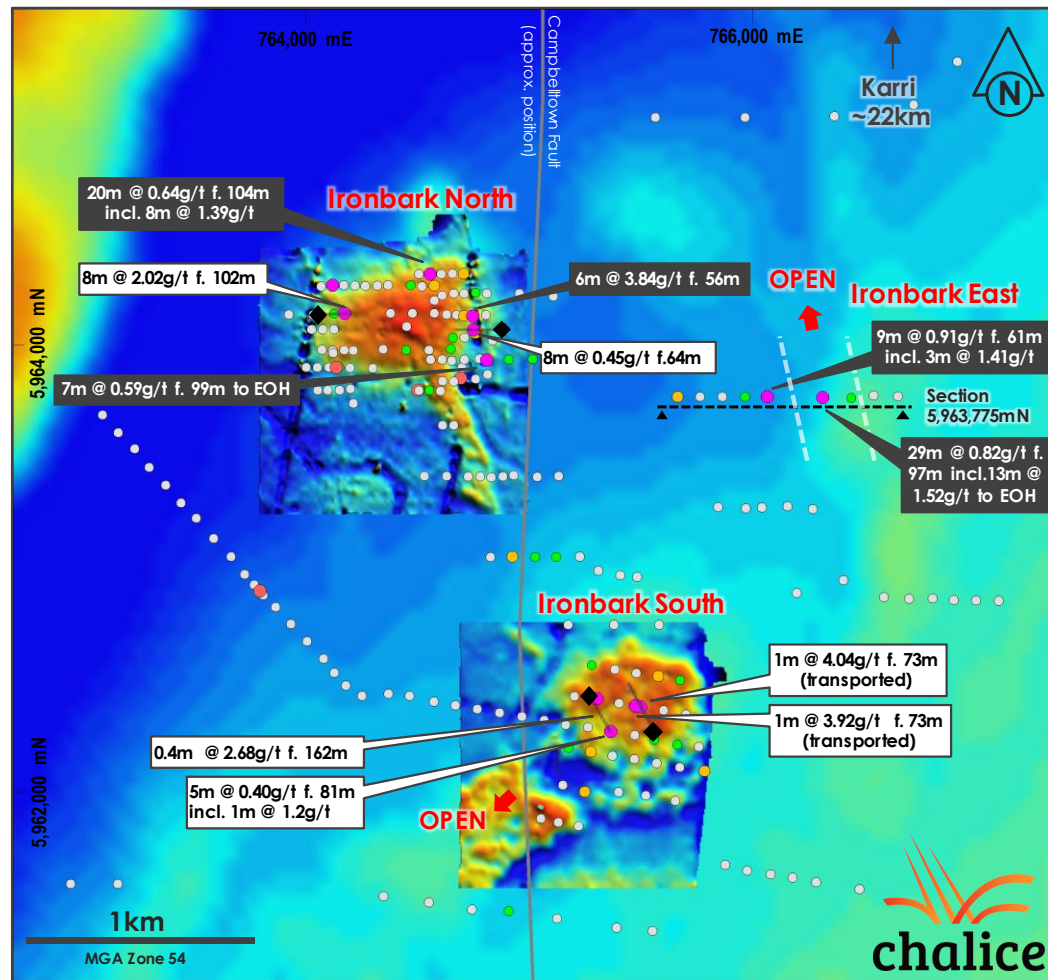 764,000 mE
766,000 mE
Campbelltown Fault
(approx. position)
Karri
~22km
N
20m @ 0.64g/t f. 104m
incl. 8m @ 1.39g/t
Ironbark North
8m @ 2.02g/t f. 102m
6m @ 3.84g/t f. 56m
OPEN
Ironbark East
9m @ 0.91g/t f. 61m
incl. 3m @ 1.41g/t
5,964,000 mN
8m @ 0.45g/t f.64m
7m @ 0.59g/t f. 99m to EOH
Section
5,963,775mN
29m @ 0.82g/t f.
97m incl.13m @
1.52g/t to EOH
Ironbark South
1m @ 4.04g/t f. 73m
(transported)
1m @ 3.92g/t f. 73m
(transported)
0.4m @ 2.68g/t f. 162m
5m @ 0.40g/t f. 81m
incl. 1m @ 1.2g/t
OPEN
5,962,000 mN
1km
MGA Zone 54
chalice